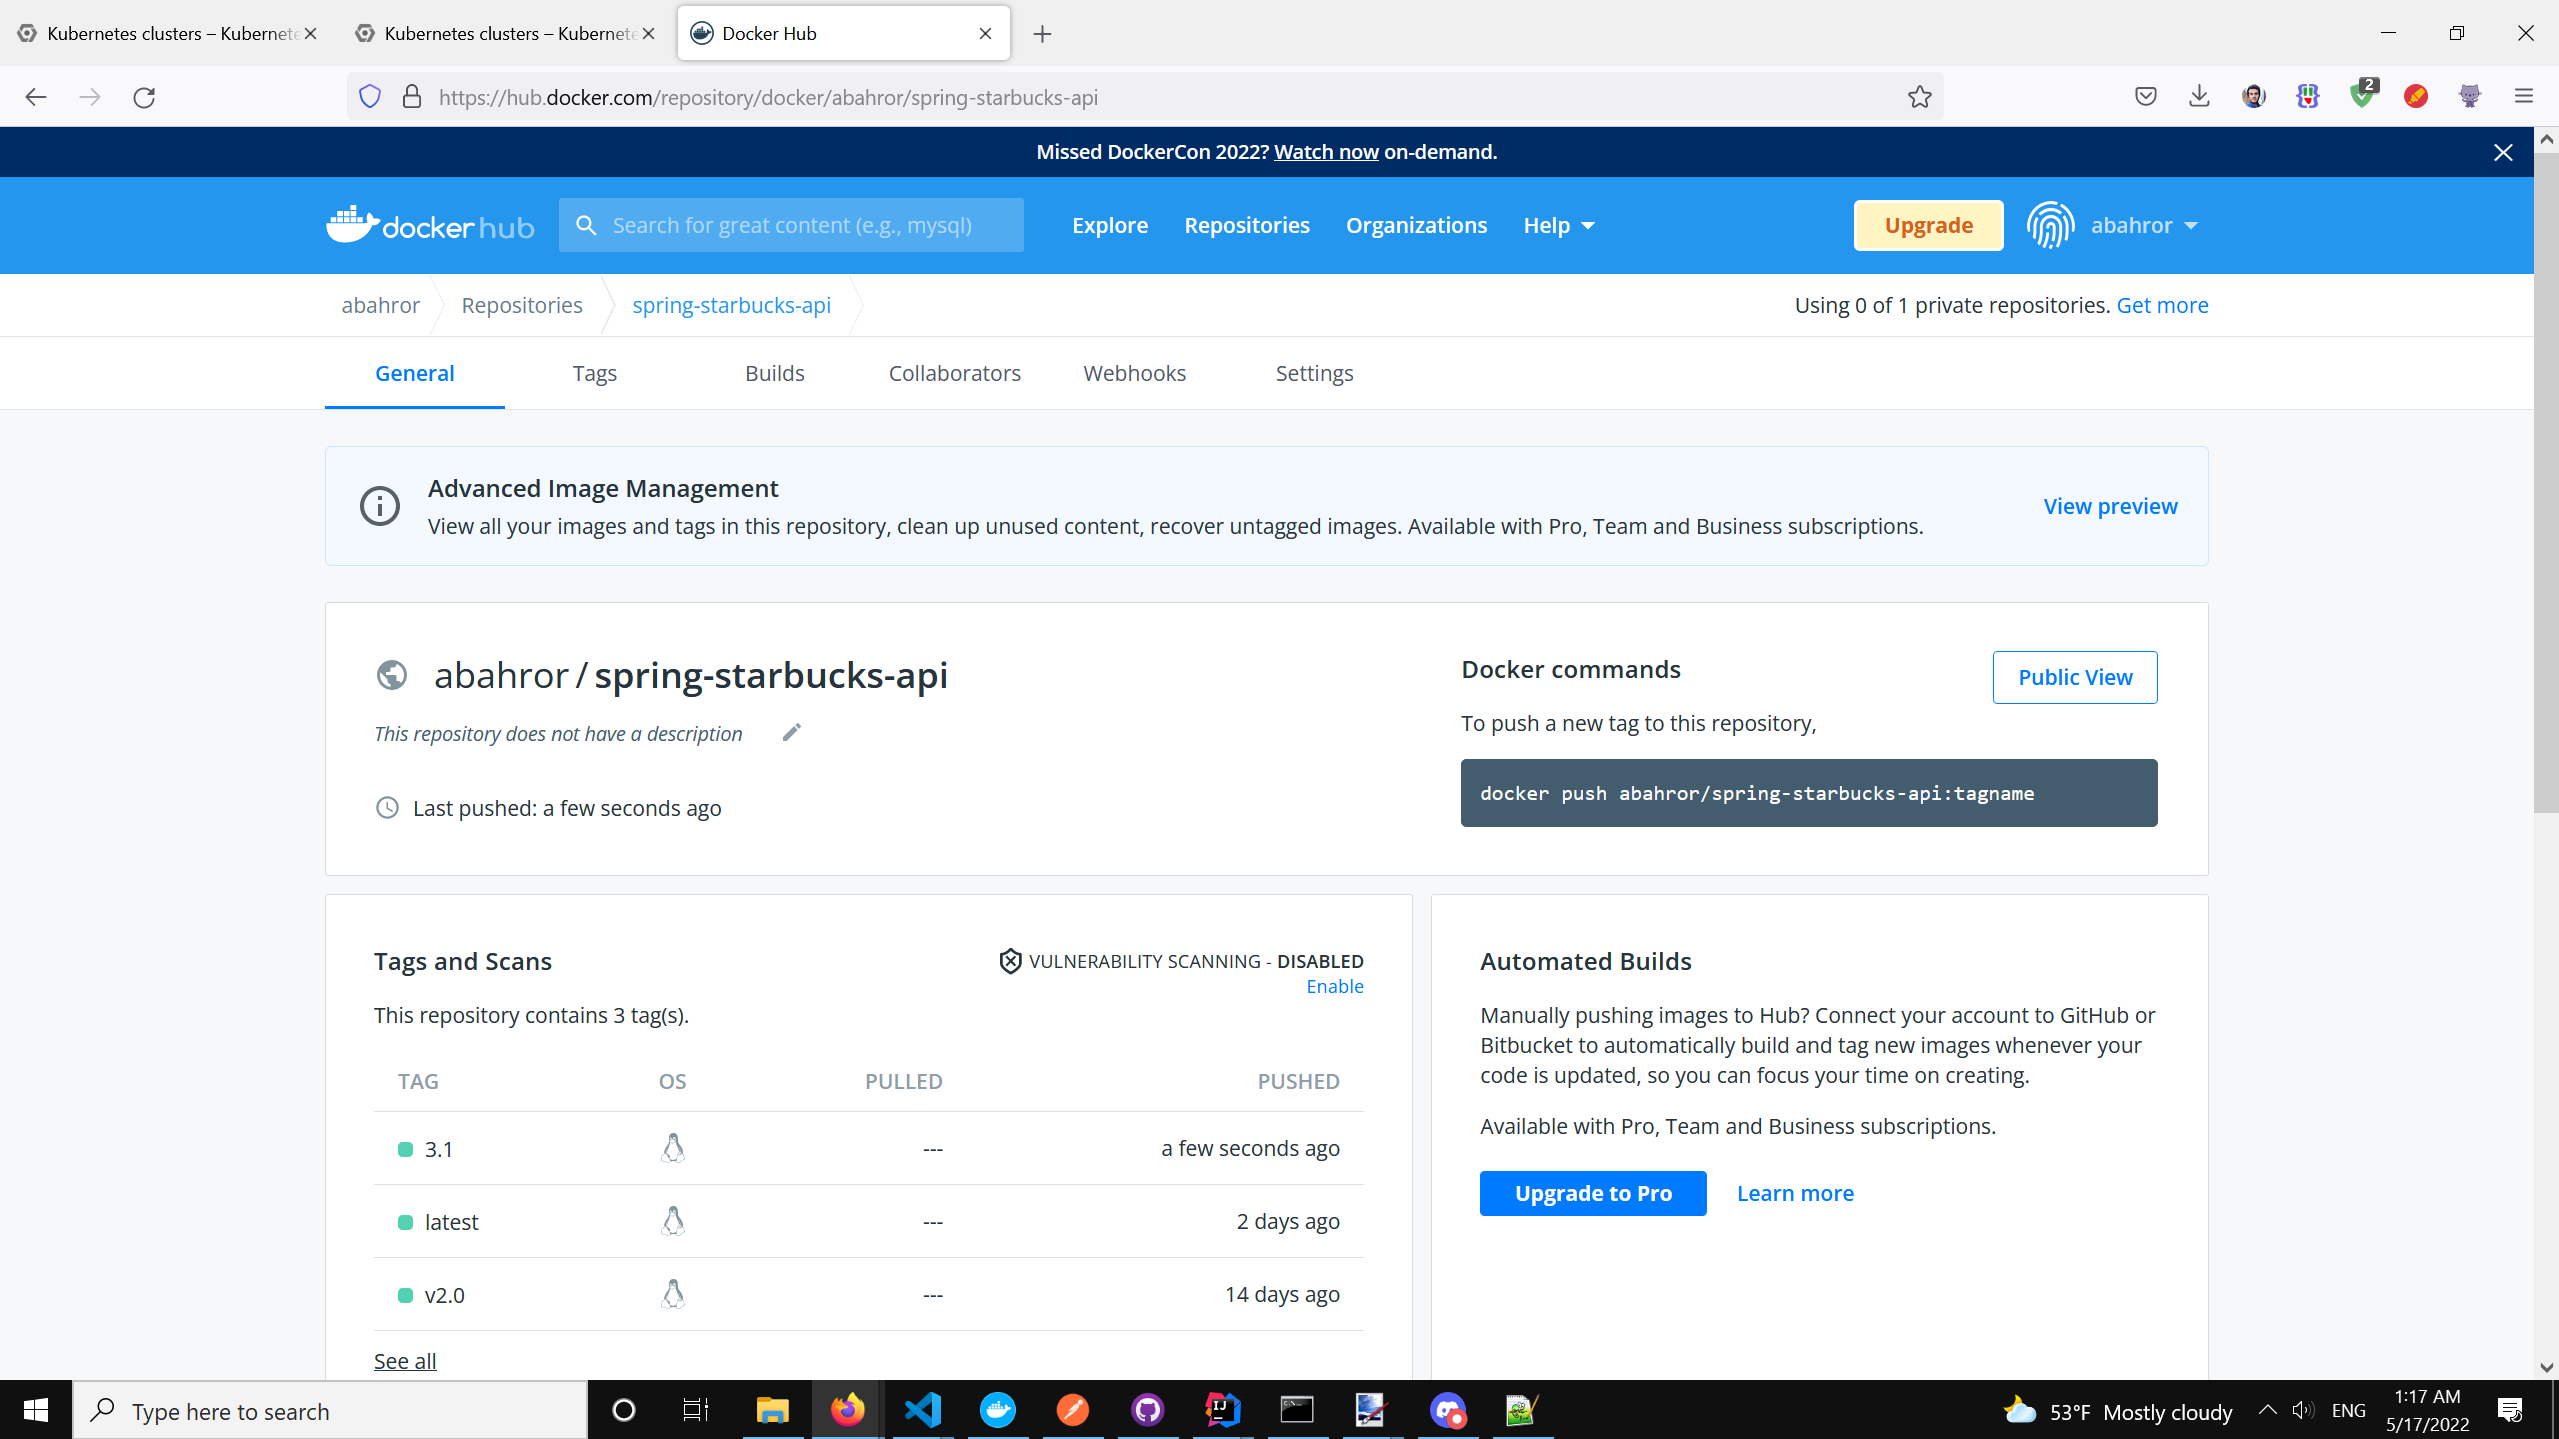 Kubernetes clusters – Kubernete
Kubernetes clusters – Kubernete
Docker Hub
https://hub.docker.com/repository/docker/abahror/spring-starbucks-api
2
Missed DockerCon 2022? Watch now on-demand.
docker hub
Search for great content (e.g., mysql)
Explore
Repositories
Organizations
Help
Upgrade
abahror
abahror
Repositories
spring-starbucks-api
Using 0 of 1 private repositories. Get more
General
Tags
Builds
Collaborators
Webhooks
Settings
Advanced Image Management
View all your images and tags in this repository, clean up unused content, recover untagged images. Available with Pro, Team and Business subscriptions.
View preview
abahror / spring-starbucks-api
This repository does not have a description
Last pushed: a few seconds ago
Docker commands
Public View
To push a new tag to this repository,
docker push abahror/spring-starbucks-api:tagname
Tags and Scans
VULNERABILITY SCANNING - DISABLED
Enable
This repository contains 3 tag(s).
TAG OS PULLED PUSHED
3.1 --- a few seconds ago
latest --- 2 days ago
v2.0 --- 14 days ago
See all
Automated Builds
Manually pushing images to Hub? Connect your account to GitHub or
Bitbucket to automatically build and tag new images whenever your
code is updated, so you can focus your time on creating.
Available with Pro, Team and Business subscriptions.
Upgrade to Pro
Learn more
Type here to search
IJ
53°F Mostly cloudy
ENG
1:17 AM
5/17/2022